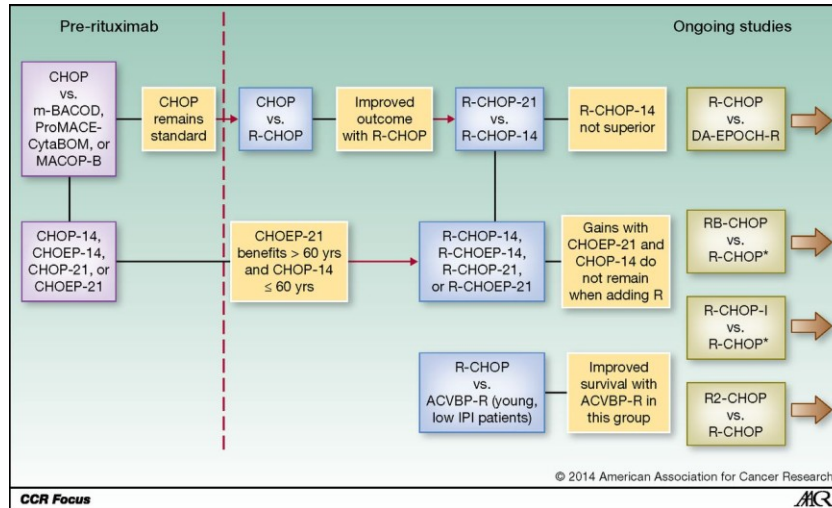 Pre-rituximab
Ongoing studies
CHOP
vs.
m-BACOD,
ProMACE-
CytaBOM, or
MACOP-B
CHOP
remains
standard
CHOP
vs.
R-CHOP
Improved
outcome
with R-CHOP
R-CHOP-21
vs.
R-CHOP-14
R-CHOP-14
not superior
R-CHOP
vs.
DA-EPOCH-R
CHOP-14,
CHOEP-14,
CHOP-21, or
CHOEP-21
CHOEP-21
benefits > 60 yrs
and CHOP-14
≤ 60 yrs
R-CHOP-14,
R-CHOEP-14,
R-CHOP-21,
or R-CHOEP-21
Gains with
CHOEP-21 and
CHOP-14 do
not remain
when adding R
RB-CHOP
vs.
R-CHOP*
R-CHOP-I
vs.
R-CHOP*
R-CHOP
vs.
ACVBP-R (young,
low IPI patients)
Improved
survival with
ACVBP-R in
this group
R2-CHOP
vs.
R-CHOP
© 2014 American Association for Cancer Research
CCR Focus
AACR